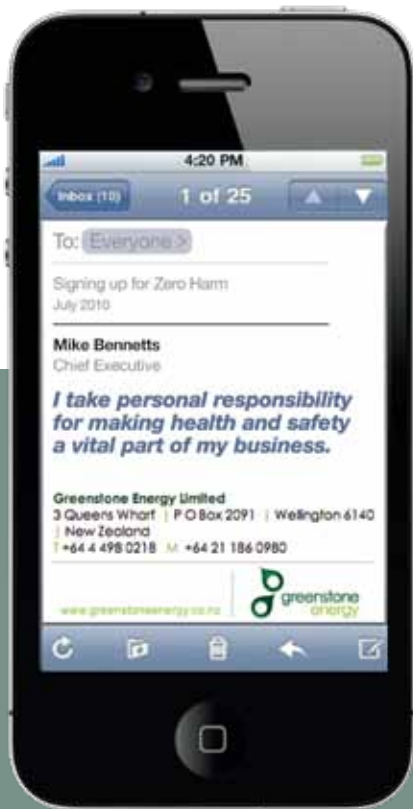 4:20 PM
Inbox (10)
1 of 25
To: Everyone >
Signing up for Zero Harm
July 2010
Mike Bennetts
Chief Executive
I take personal responsibility
for making health and safety
a vital part of my business.
Greenstone Energy Limited
3 Queens Wharf | P O Box 2091 | Wellington 6140
| New Zealand
T +64 4 498 0218 M +64 21 186 0980
www.greenstoneenergy.co.nz
greenstone
energy